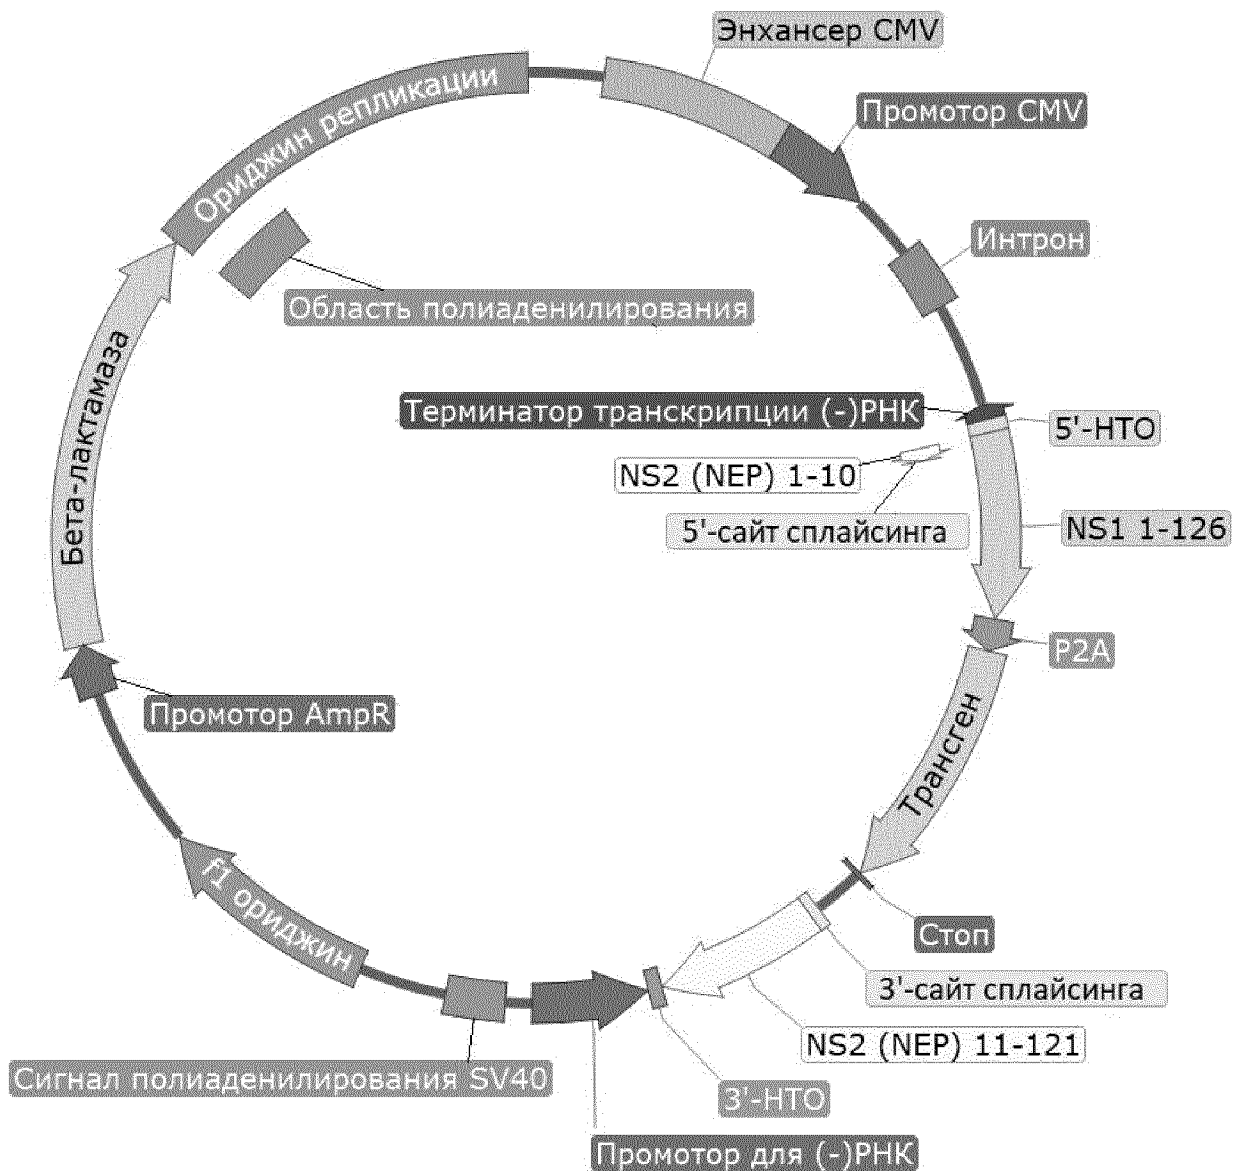 Энхансер CMV
Промотор CMV
Ориджин репликации
Интрон
Область полиаденилирования
Терминатор транскрипции (-)РНК
5'-НТО
NS2 (NEP) 1-10
5'-сайт сплайсинга
NS1 1-126
Бета-лактамаза
P2A
Промотор AmpR
Трансген
f1 ориджин
Стоп
3'-сайт сплайсинга
NS2 (NEP) 11-121
Сигнал полиаденилирования SV40
3'-НТО
Промотор для (-)РНК